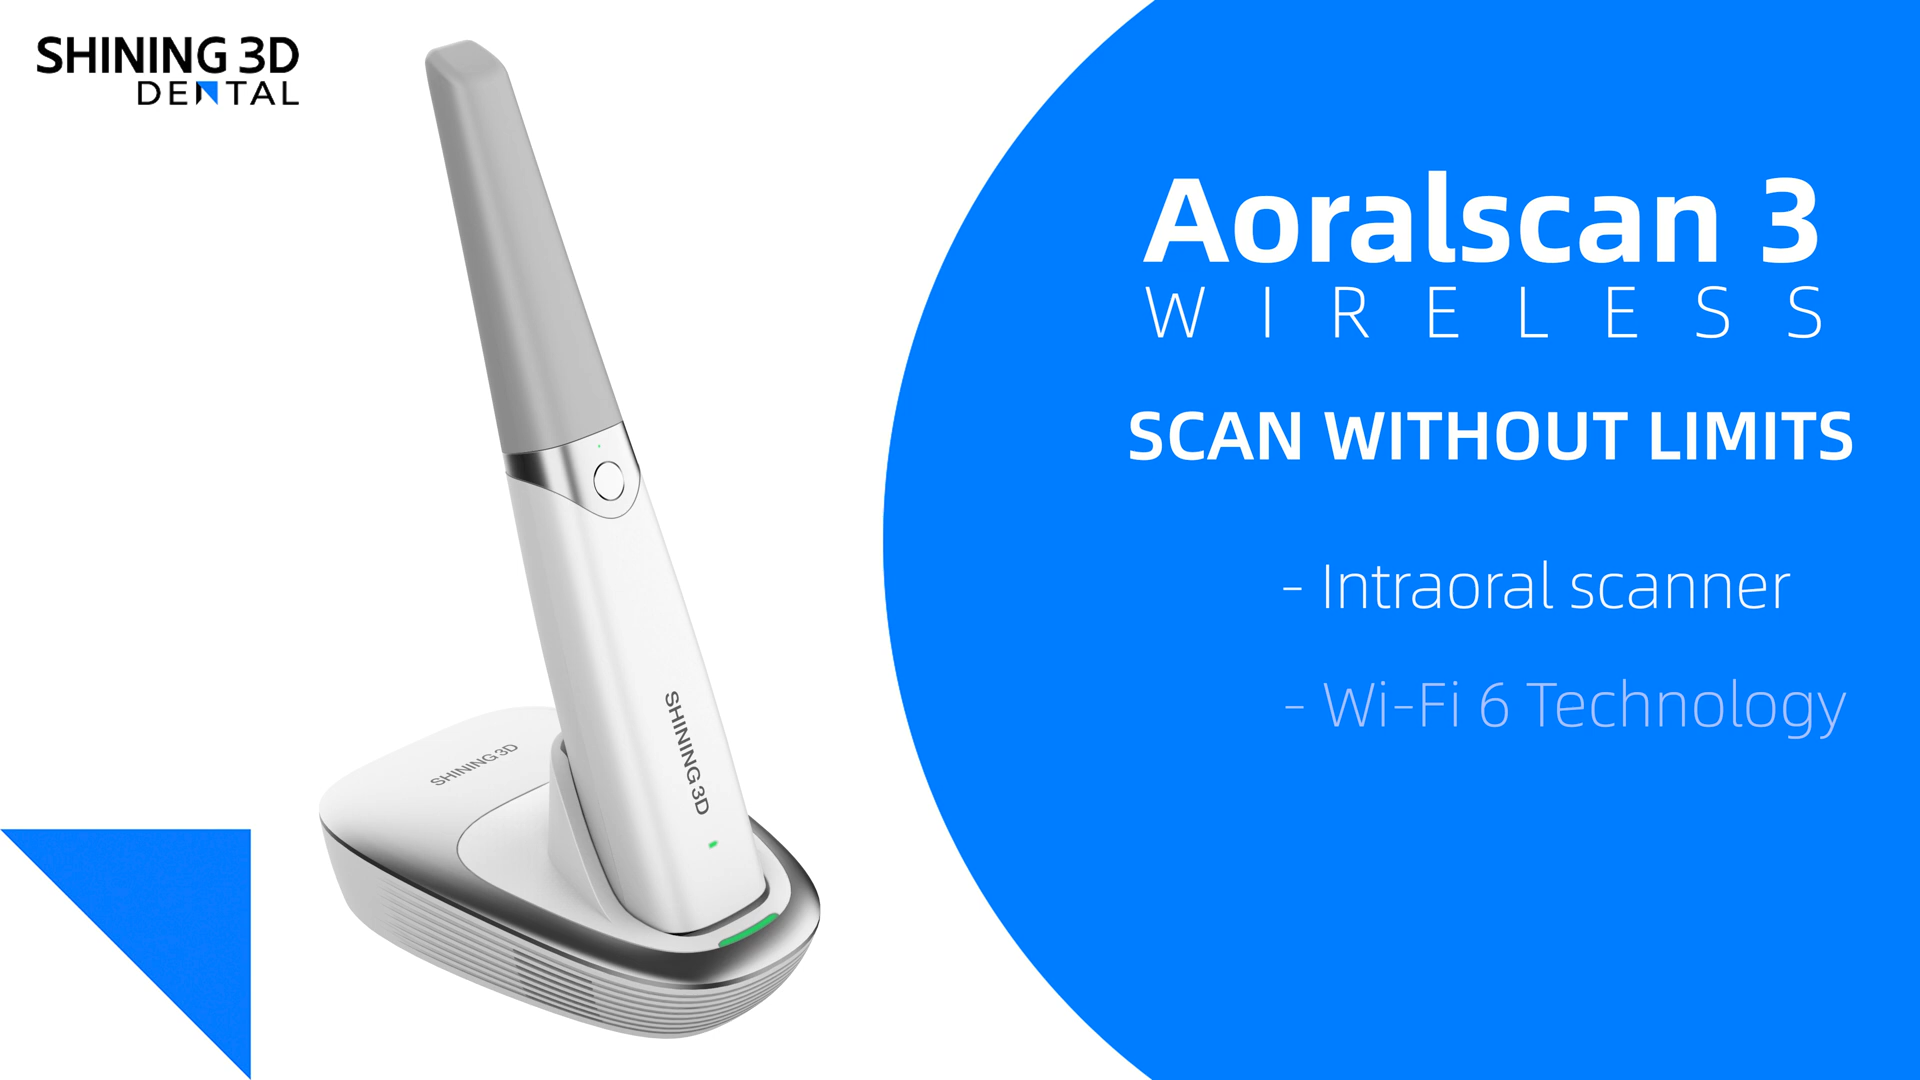 SHINING 3D
DENTAL
Aoralscan 3
WIRELESS
SCAN WITHOUT LIMITS
- Intraoral scanner
- Wi-Fi 6 Technology
SHINING 3D
SHINING 3D